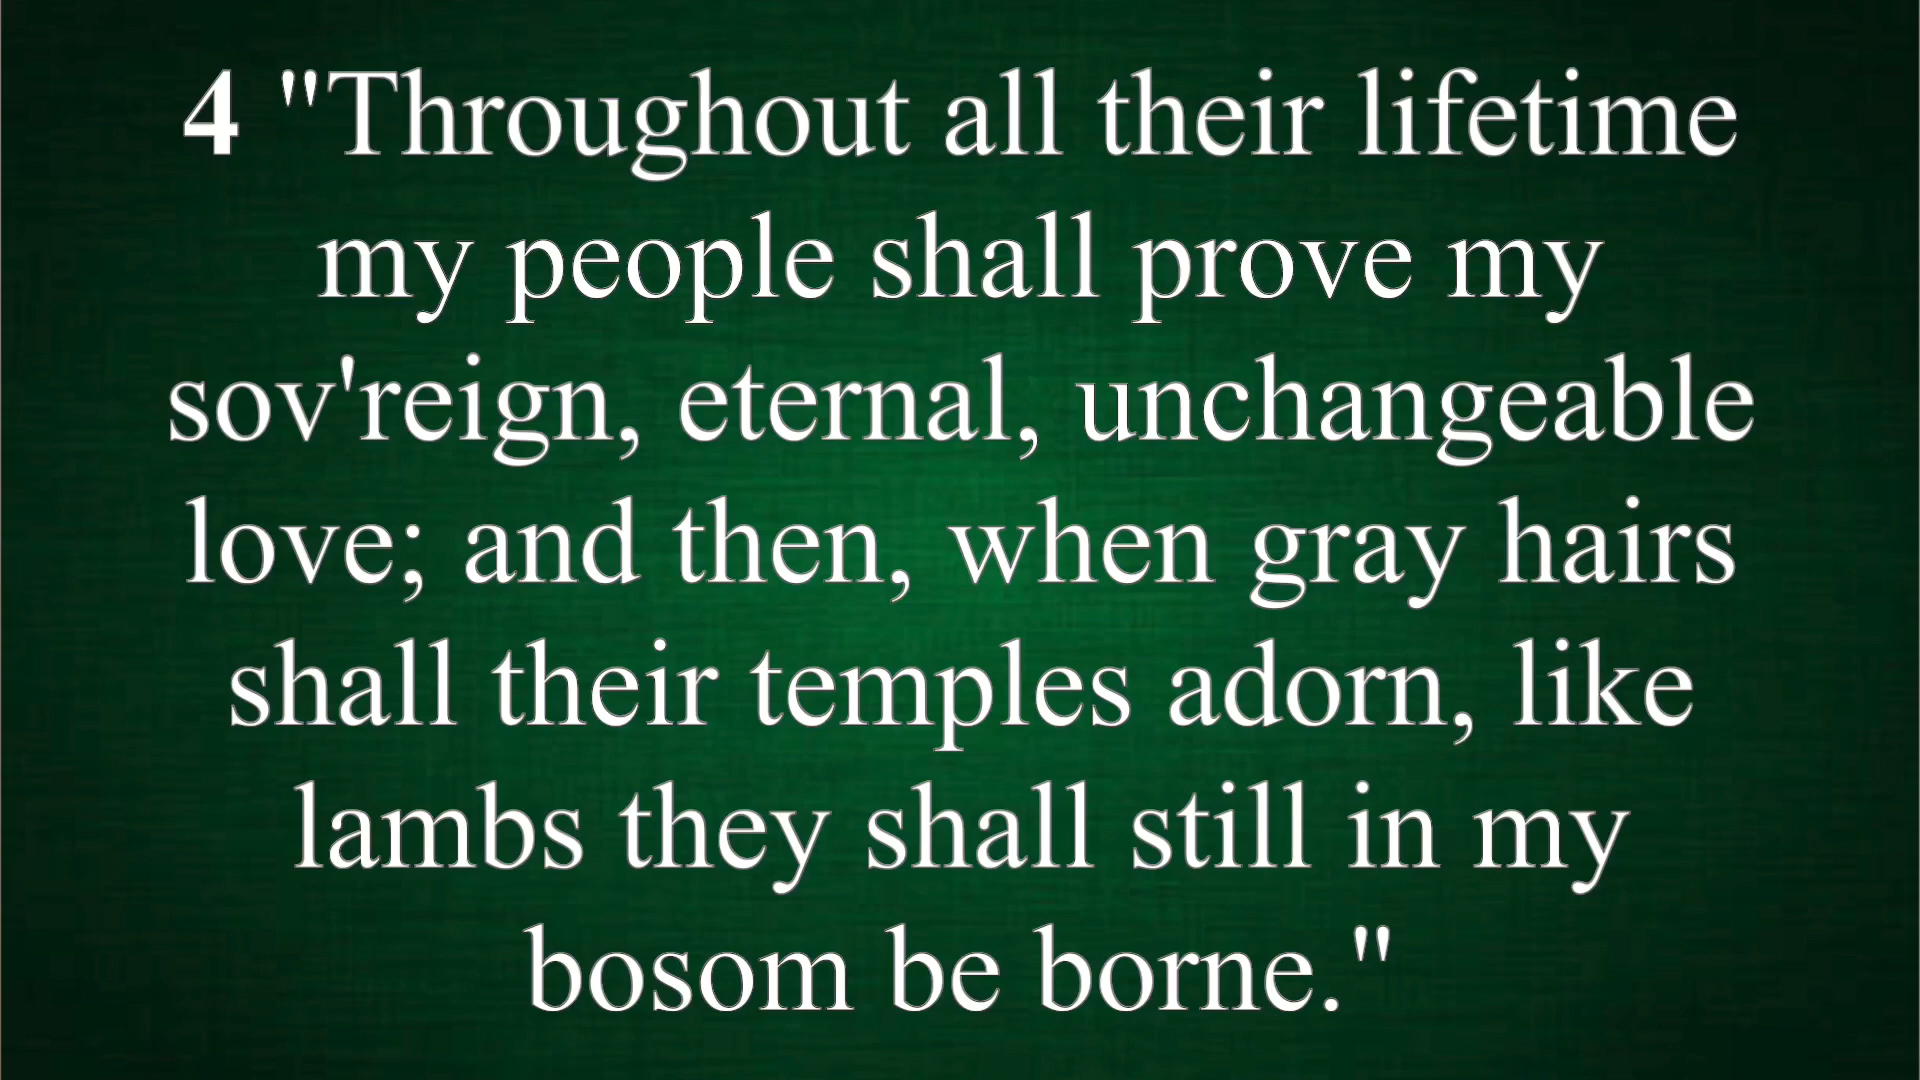 4 "Throughout all their lifetime
my people shall prove my
sov'reign, eternal, unchangeable
love; and then, when gray hairs
shall their temples adorn, like
lambs they shall still in my
bosom be borne."